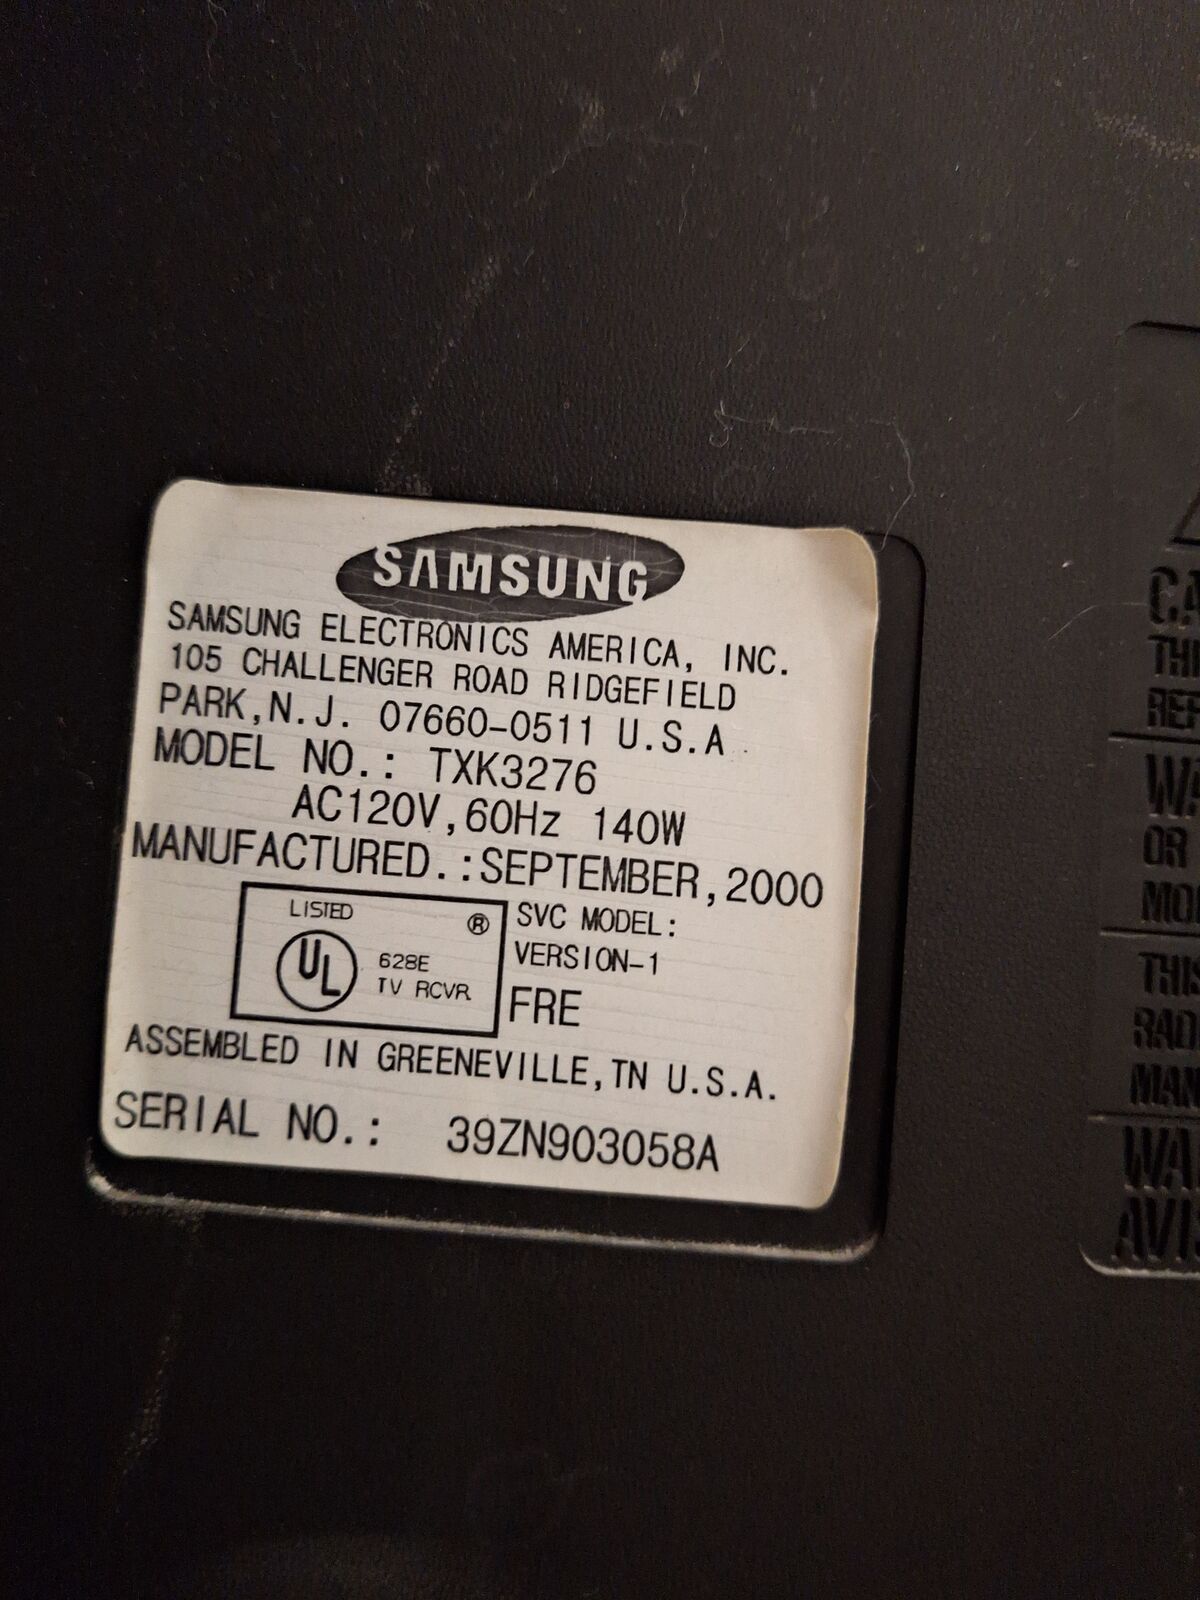 SAMSUNG
SAMSUNG ELECTRONICS AMERICA, INC.
105 CHALLENGER ROAD RIDGEFIELD
PARK,N.J. 07660-0511 U.S.A
MODEL NO.: TXK3276
AC120V,60Hz 140W
MANUFACTURED.:SEPTEMBER,2000
LISTED
®
UL
628E
TV RCVR
SVC MODEL:
VERSION-1
FRE
ASSEMBLED IN GREENEVILLE,TN U.S.A.
SERIAL NO.: 39ZN903058A
OR